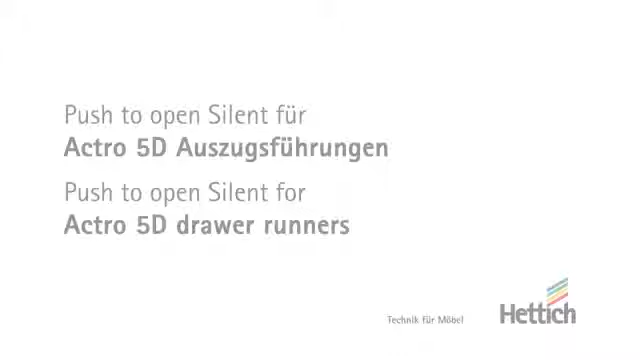 Push to open Silent für
Actro 5D Auszugsführungen
Push to open Silent for
Actro 5D drawer runners
Technik für Möbel
Hettich